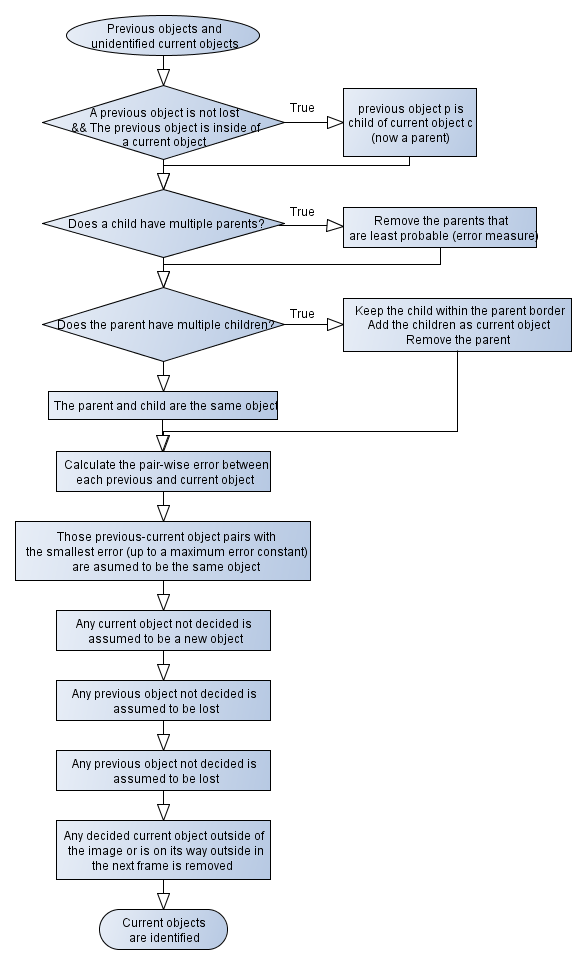 Previous objects and
unidentified current objects
A previous object is not lost
&& The previous object is inside of
a current object
True
previous object p is
child of current object c
(now a parent)
Does a child have multiple parents?
True
Remove the parents that
are least probable (error measure)
Does the parent have multiple children?
True
Keep the child within the parent border
Add the children as current object
Remove the parent
The parent and child are the same object
Calculate the pair-wise error between
each previous and current object
Those previous-current object pairs with
the smallest error (up to a maximum error constant)
are asumed to be the same object
Any current object not decided is
assumed to be a new object
Any previous object not decided is
assumed to be lost
Any previous object not decided is
assumed to be lost
Any decided current object outside of
the image or is on its way outside in
the next frame is removed
Current objects
are identified